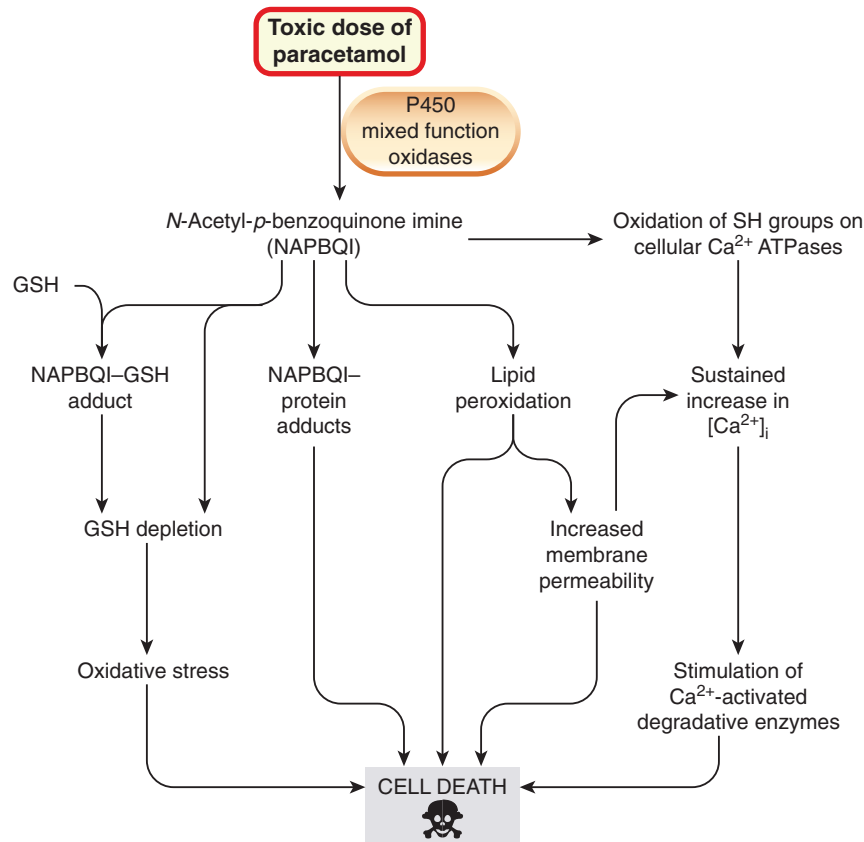 Toxic dose of
paracetamol
P450
mixed function
oxidases
N-Acetyl-p-benzoquinone imine
(NAPBQI)
Oxidation of SH groups on
cellular Ca²⁺ ATPases
GSH
NAPBQI–GSH
adduct
NAPBQI–
protein
adducts
Lipid
peroxidation
Sustained
increase in
[Ca²⁺]ᵢ
GSH depletion
Increased
membrane
permeability
Oxidative stress
Stimulation of
Ca²⁺-activated
degradative enzymes
CELL DEATH